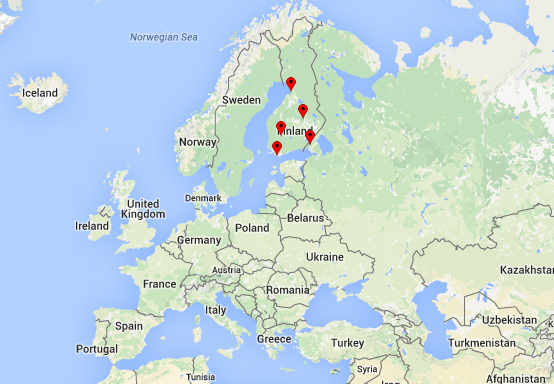 Norwegian Sea
Iceland
Sweden
Finland
Norway
Denmark
United
Kingdom
Ireland
Belarus
Poland
Germany
Ukraine
Kazakhstan
France
Austria
Romania
Italy
Uzbekistan
Spain
Portugal
Greece
Turkey
Turkmenistan
Syria
Tunisia
Iraq
Afghanistan